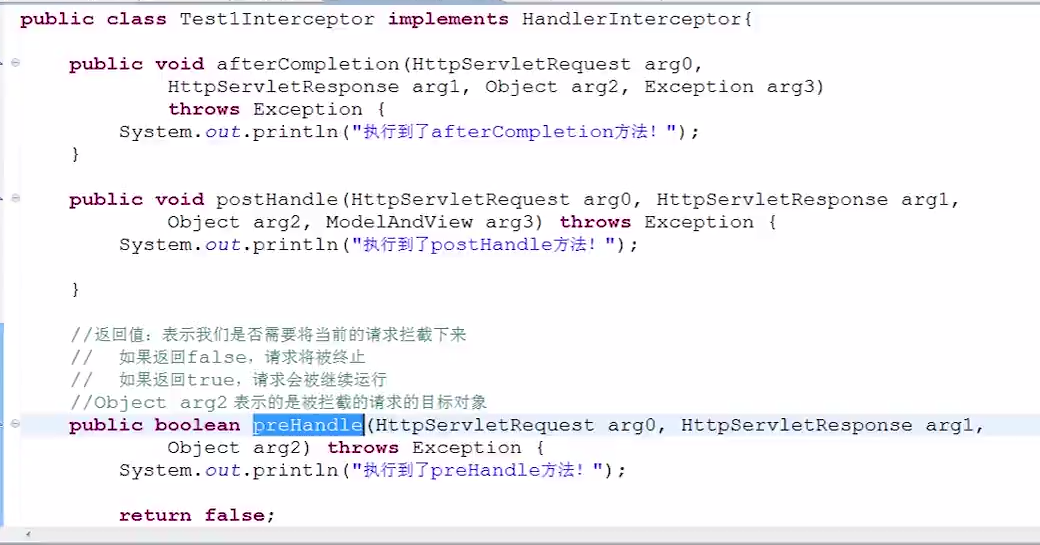 public class Test1Interceptor implements HandlerInterceptor{
public void afterCompletion(HttpServletRequest arg0,
HttpServletResponse arg1, Object arg2, Exception arg3)
throws Exception {
System.out.println("执行到了afterCompletion方法！");
}
public void postHandle(HttpServletRequest arg0, HttpServletResponse arg1,
Object arg2, ModelAndView arg3) throws Exception {
System.out.println("执行到了postHandle方法！");
}
//返回值：表示我们是否需要将当前的请求拦截下来
// 如果返回false，请求将被终止
// 如果返回true，请求会被继续运行
//Object arg2 表示的是被拦截的请求的目标对象
public boolean preHandle(HttpServletRequest arg0, HttpServletResponse arg1,
Object arg2) throws Exception {
System.out.println("执行到了preHandle方法！");
return false;